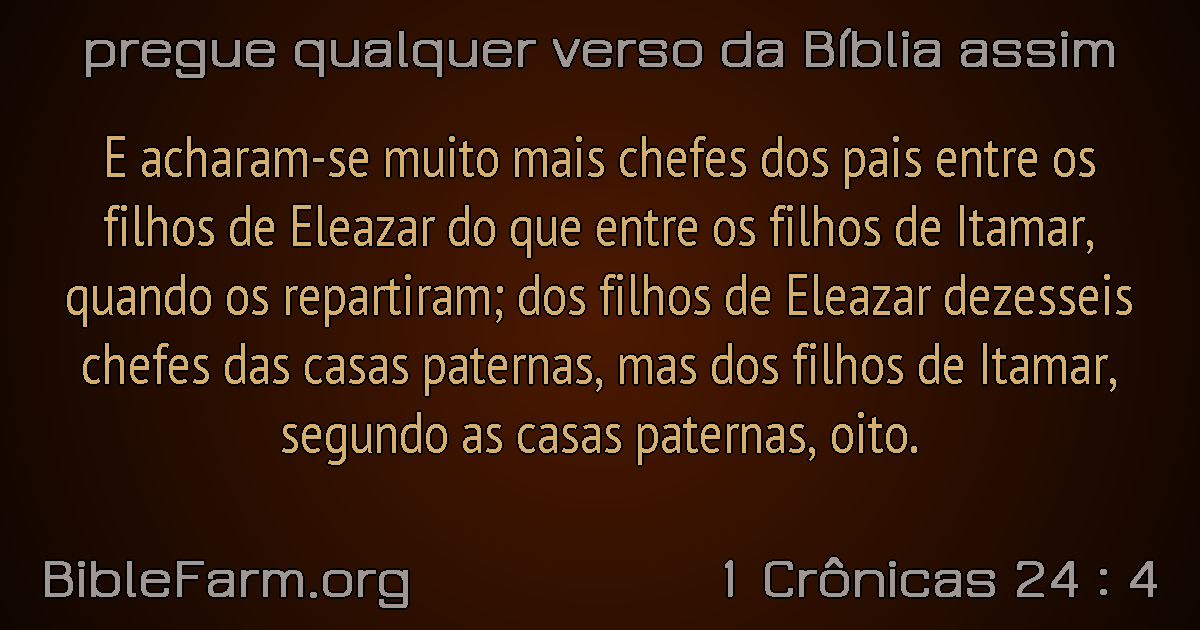 pregue qualquer verso da Bíblia assim
E acharam-se muito mais chefes dos pais entre os
filhos de Eleazar do que entre os filhos de Itamar,
quando os repartiram; dos filhos de Eleazar dezesseis
chefes das casas paternas, mas dos filhos de Itamar,
segundo as casas paternas, oito.
BibleFarm.org
1 Crônicas 24 : 4